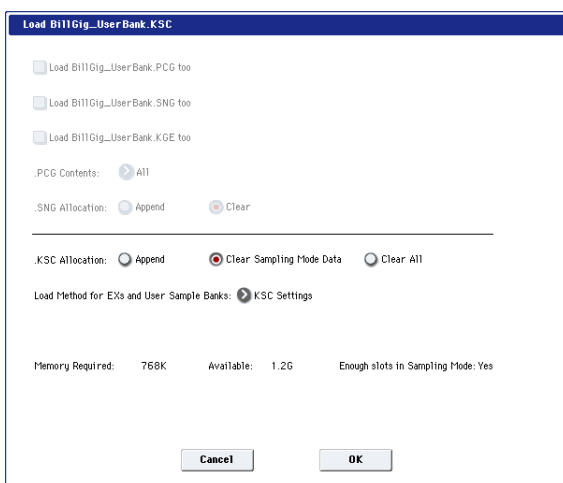 Load BillGig_UserBank.KSC
Load BillGig_UserBank.PCG too
Load BillGig_UserBank.SNG too
Load BillGig_UserBank.KGE too
.PCG Contents: All
.SNG Allocation: Append Clear
.KSC Allocation: Append Clear Sampling Mode Data Clear All
Load Method for EXs and User Sample Banks: KSC Settings
Memory Required: 768K Available: 1.2G Enough slots in Sampling Mode: Yes
Cancel OK